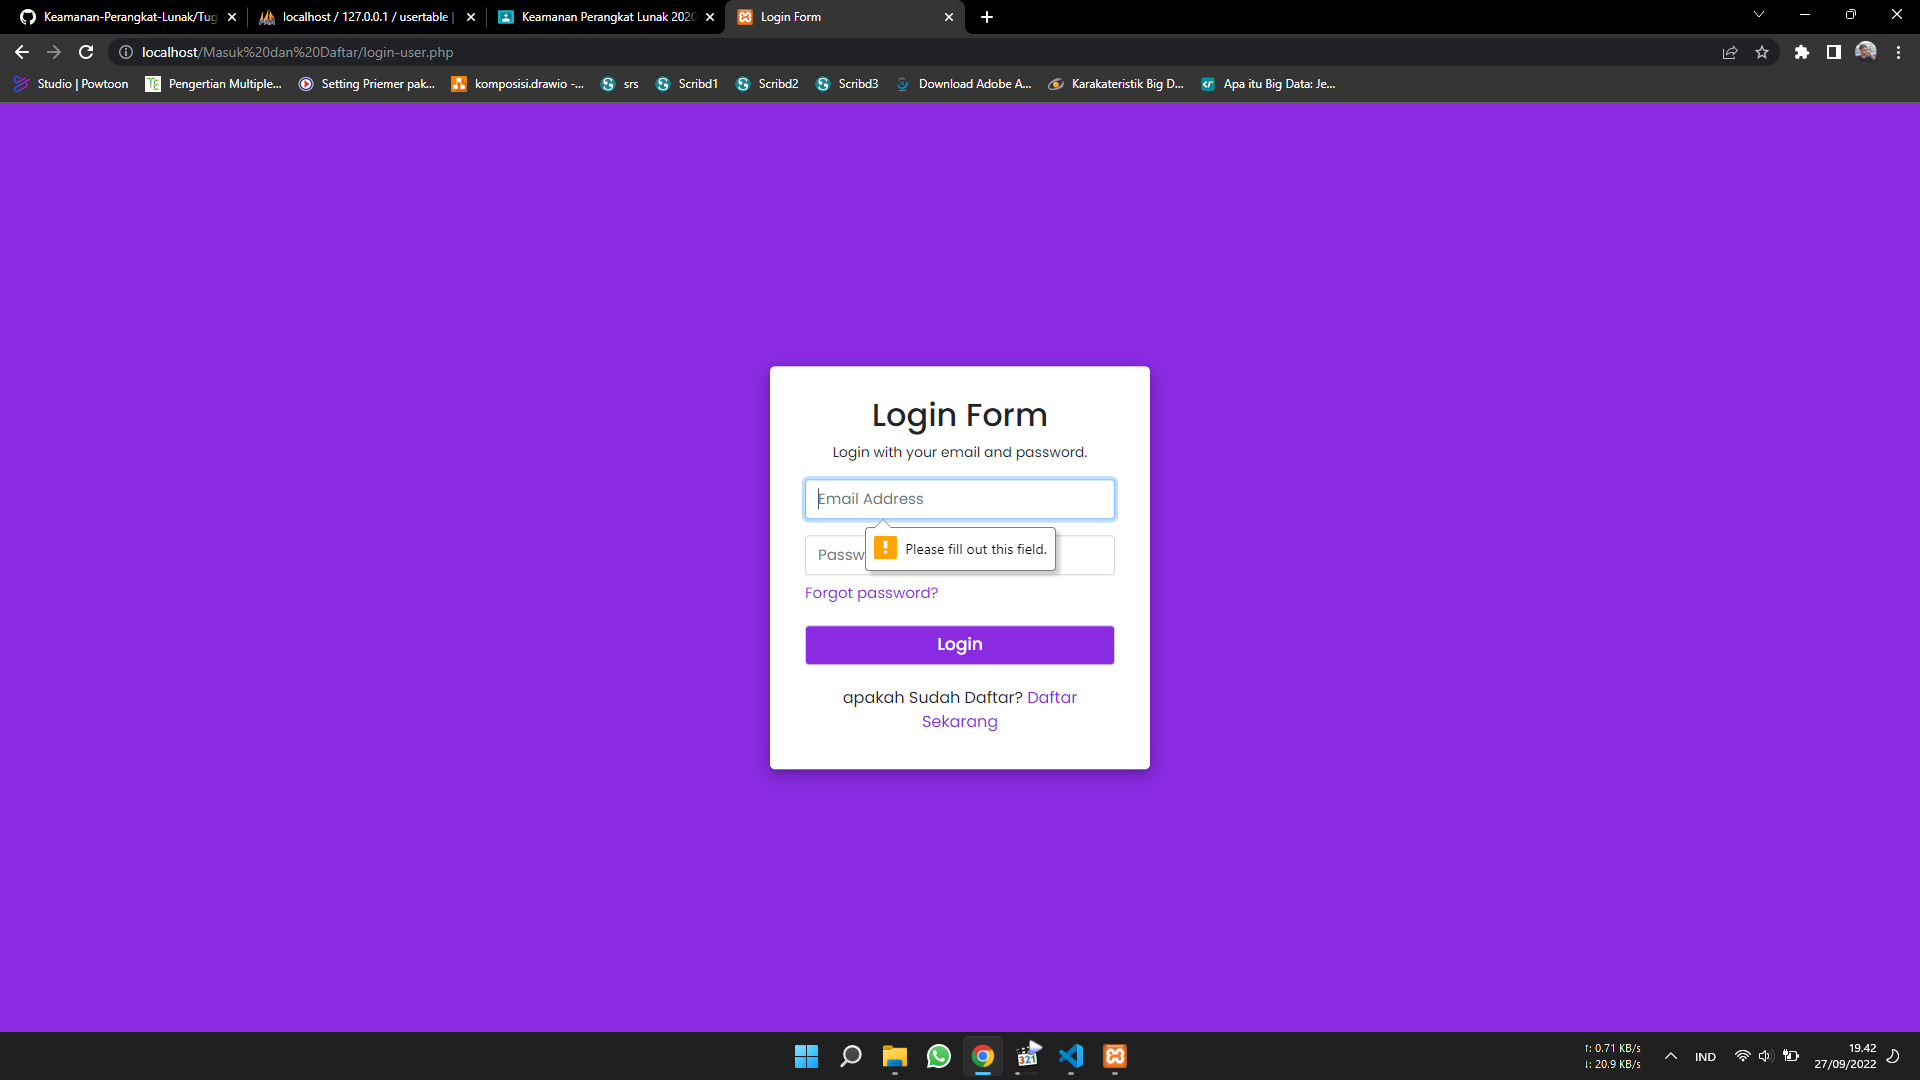 Keamanan-Perangkat-Lunak/Tug
localhost / 127.0.0.1 / usertable |
Keamanan Perangkat Lunak 2020
Login Form
localhost/Masuk%20dan%20Daftar/login-user.php
Studio | Powtoon
Pengertian Multiple...
Setting Priemer pak...
komposisi.drawio -...
srs
Scribd1
Scribd2
Scribd3
Download Adobe A...
Karakateristik Big D...
Apa itu Big Data: Je...
Login Form
Login with your email and password.
Email Address
Passw
Please fill out this field.
Forgot password?
Login
apakah Sudah Daftar? Daftar
Sekarang
↑: 0.71 KB/s
↓: 20.9 KB/s
IND
19.42
27/09/2022